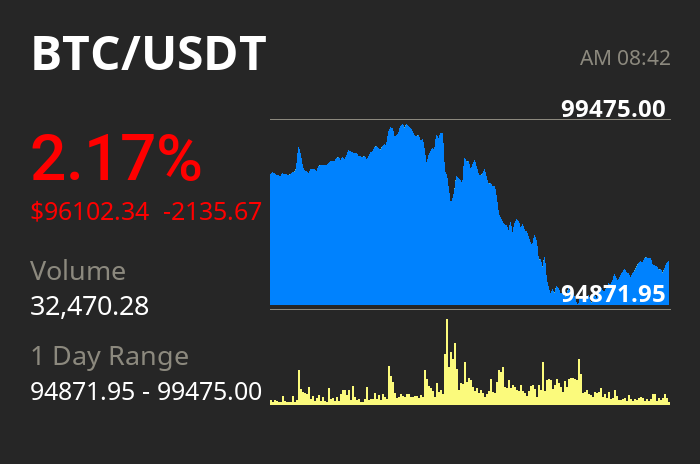 BTC/USDT
AM 08:42
99475.00
2.17%
$96102.34 -2135.67
Volume
32,470.28
94871.95
1 Day Range
94871.95 - 99475.00